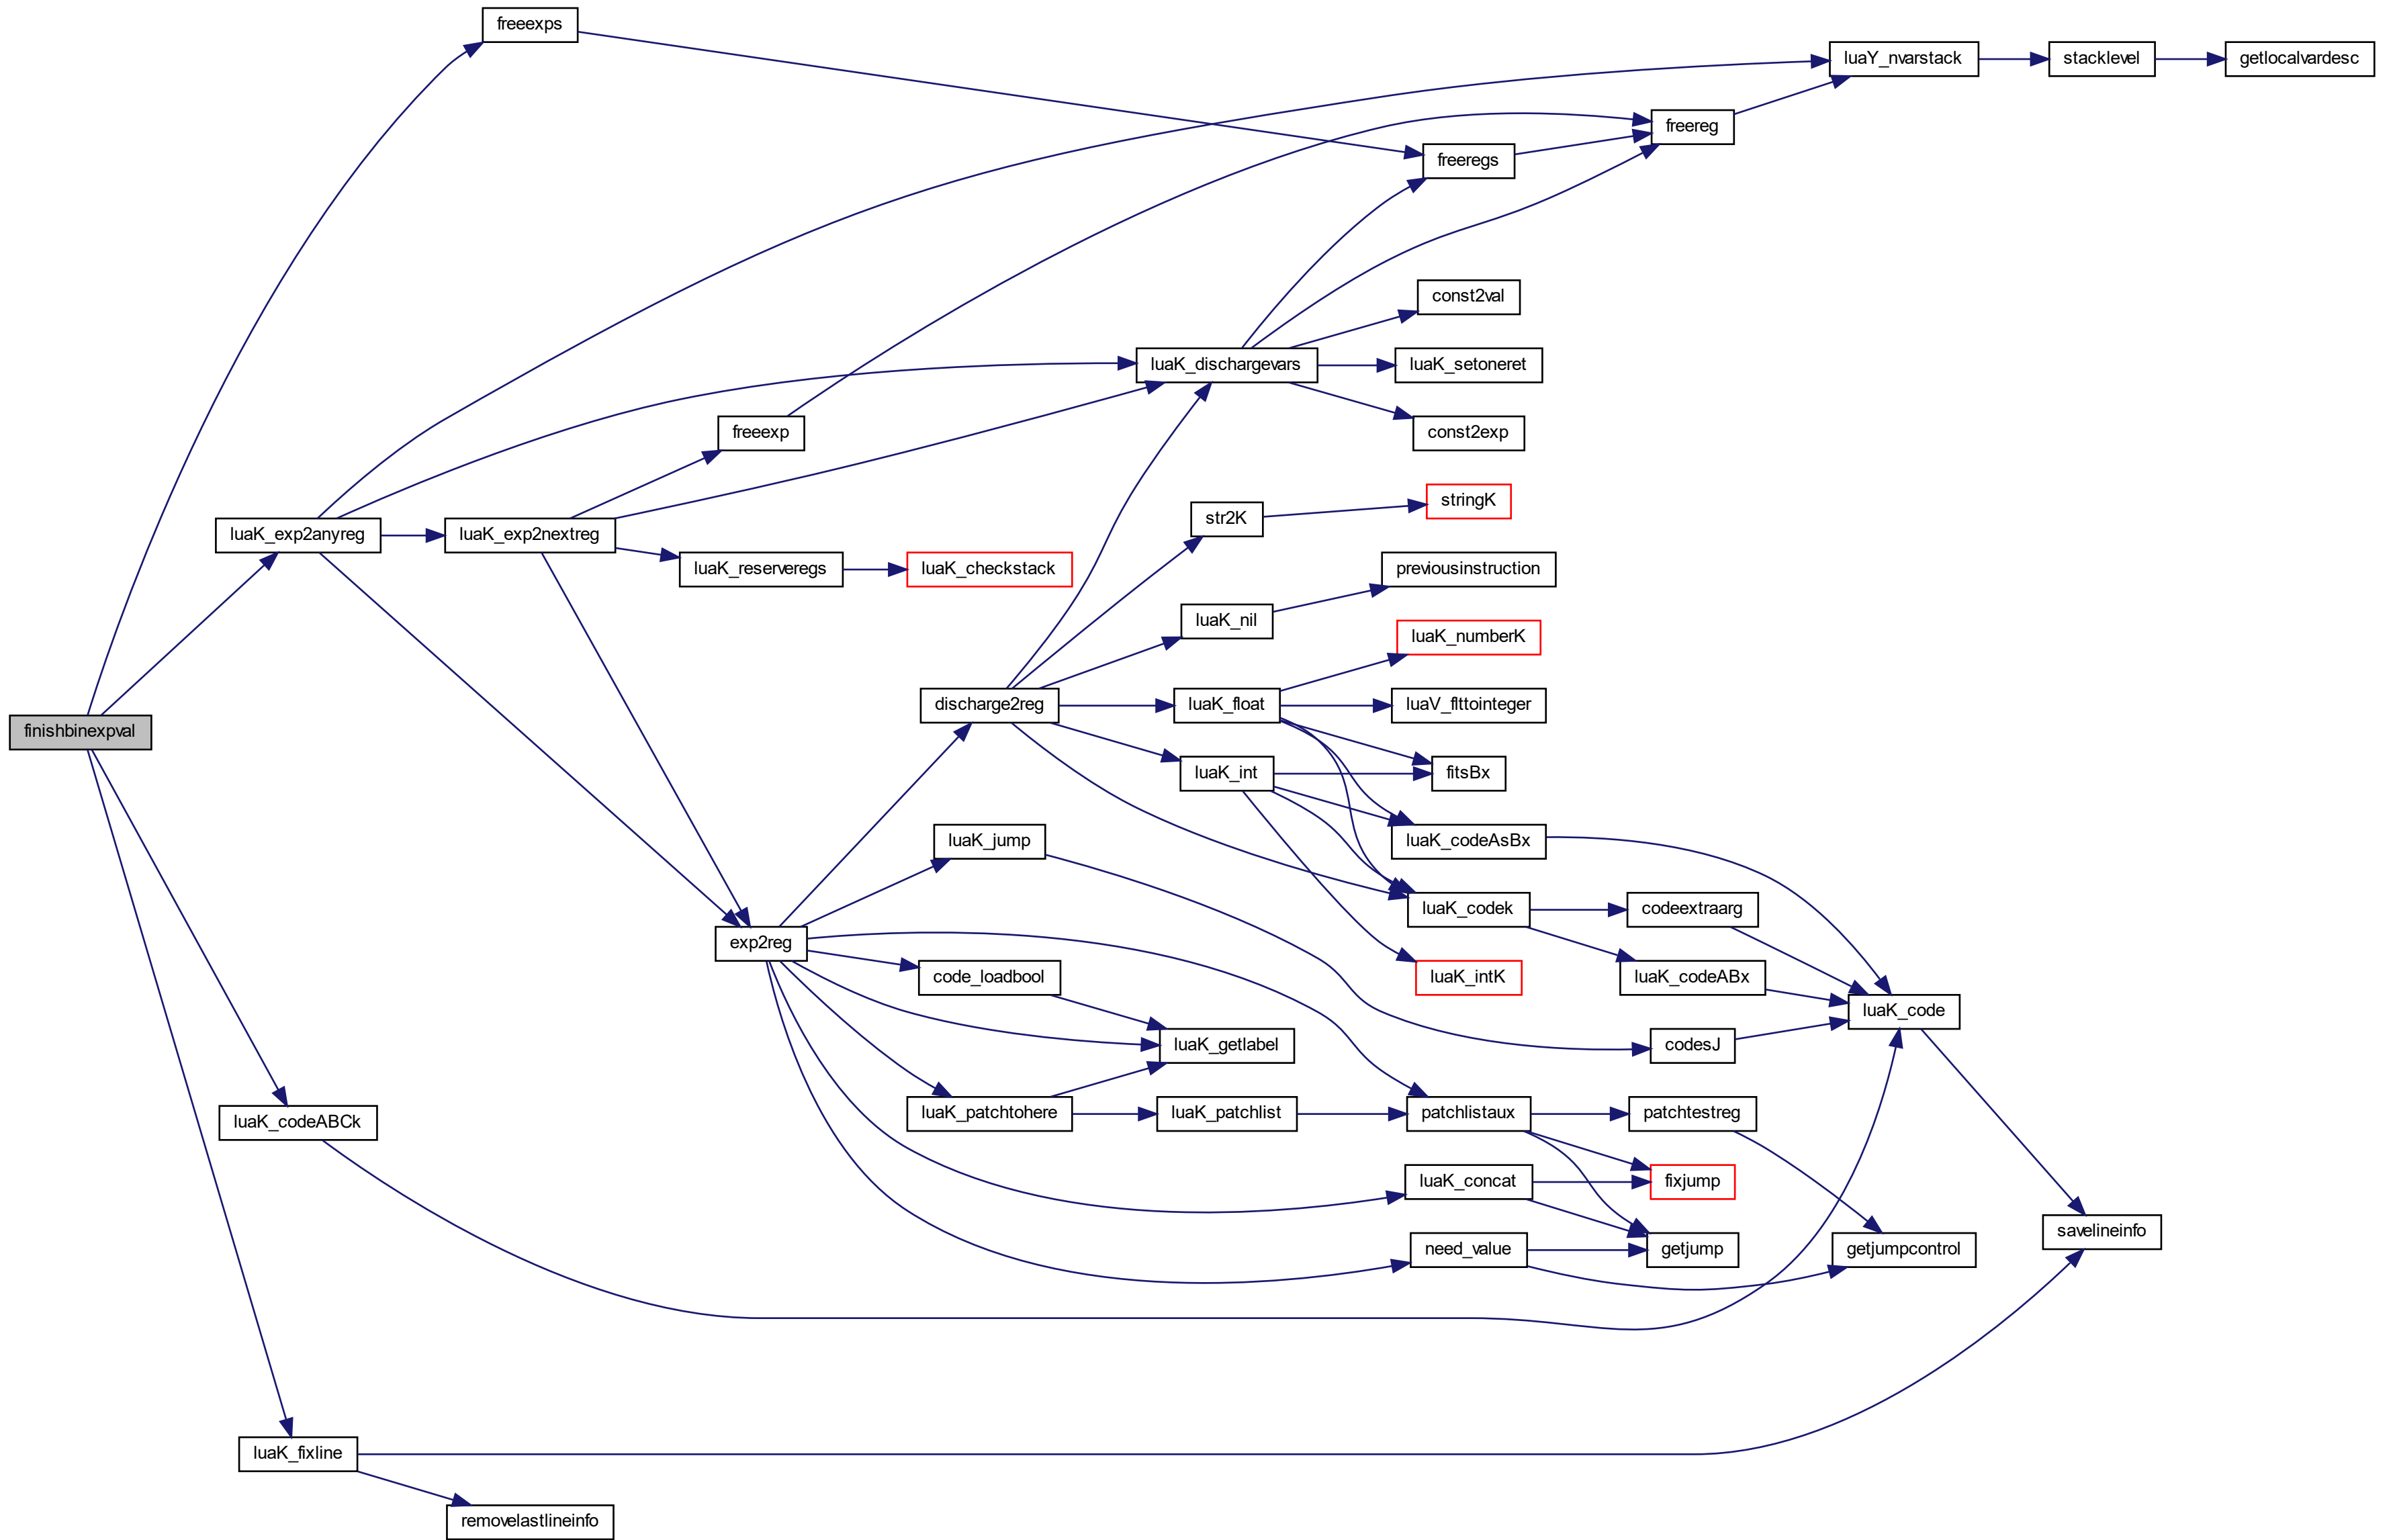 freeexps
luaY_nvarstack
stacklevel
getlocalvardesc
freereg
freeregs
const2val
luaK_dischargevars
luaK_setoneret
freeexp
const2exp
stringK
str2K
finishbinexpval
luaK_exp2anyreg
luaK_exp2nextreg
luaK_reserveregs
luaK_checkstack
previousinstruction
luaK_nil
luaK_numberK
discharge2reg
luaK_float
luaV_flttointeger
luaK_int
fitsBx
luaK_jump
luaK_codeAsBx
luaK_codek
codeextraarg
exp2reg
code_loadbool
luaK_intK
luaK_codeABx
luaK_code
luaK_getlabel
codesJ
luaK_codeABCk
luaK_patchtohere
luaK_patchlist
patchlistaux
patchtestreg
luaK_concat
fixjump
need_value
getjump
getjumpcontrol
savelineinfo
luaK_fixline
removelastlineinfo